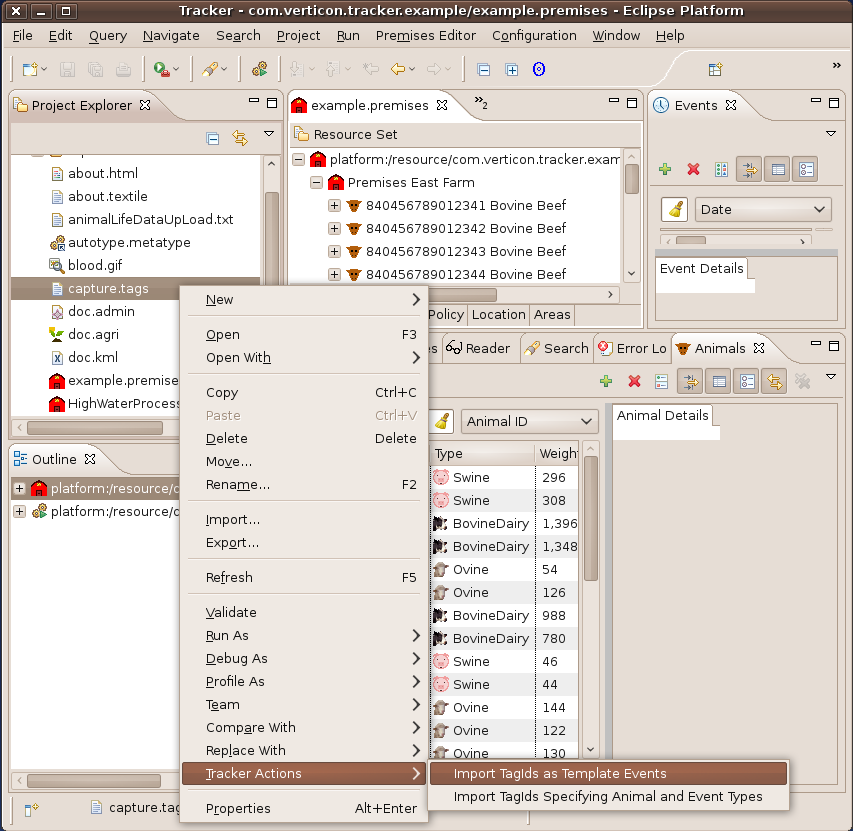 Tracker - com.verticon.tracker.example/example.premises - Eclipse Platform
File Edit Query Navigate Search Project Run Premises Editor Configuration Window Help
Project Explorer
about.html
about.textile
animalLifeDataUpLoad.txt
autotype.metatype
blood.gif
capture.tags
doc.admin
doc.agri
doc.kml
example.premise
HighWaterProcess
example.premises
2
Resource Set
platform:/resource/com.verticon.tracker.exam
Premises East Farm
840456789012341 Bovine Beef
840456789012342 Bovine Beef
840456789012343 Bovine Beef
840456789012344 Bovine Beef
Policy Location Areas
Events
Date
Event Details
Outline
platform:/resource/c
platform:/resource/c
Reader Search Error Lo Animals
Animal ID
Animal Details
Type Weigh
Swine 296
Swine 308
BovineDairy 1,396
BovineDairy 1,348
Ovine 54
Ovine 126
BovineDairy 988
BovineDairy 780
Swine 46
Swine 44
Ovine 144
Ovine 122
Ovine 130
New
Open F3
Open With
Copy Ctrl+C
Paste Ctrl+V
Delete Delete
Move...
Rename... F2
Import...
Export...
Refresh F5
Validate
Run As
Debug As
Profile As
Team
Compare With
Replace With
Tracker Actions
Properties Alt+Enter
Import TagIds as Template Events
Import TagIds Specifying Animal and Event Types
capture.tag